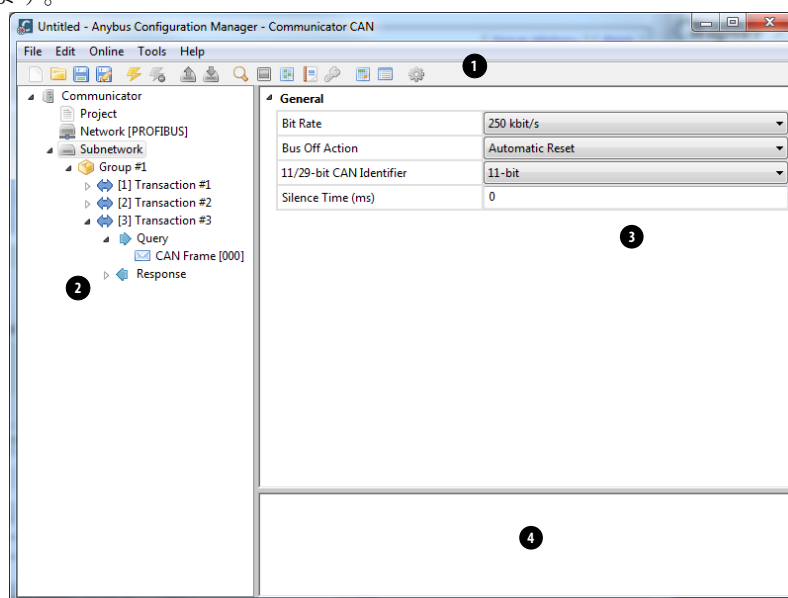 ます。
Untitled - Anybus Configuration Manager - Communicator CAN
File Edit Online Tools Help
1
Communicator
Project
Network [PROFIBUS]
Subnetwork
Group #1
[1] Transaction #1
[2] Transaction #2
[3] Transaction #3
Query
CAN Frame [000]
Response
2
General
Bit Rate 250 kbit/s
Bus Off Action Automatic Reset
11/29-bit CAN Identifier 11-bit
Silence Time (ms) 0
3
4